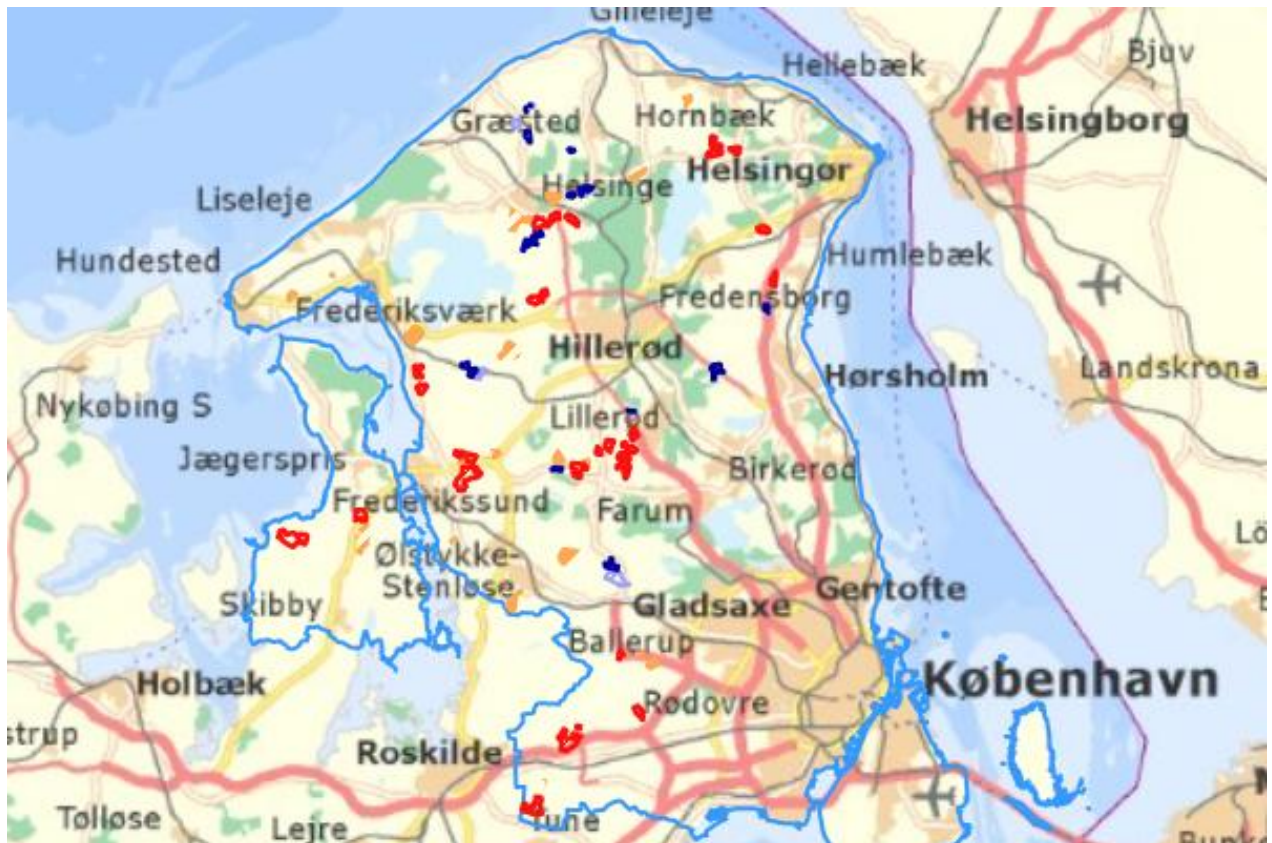 Gilleleje
Bjuv
Hellebæk
Græsted
Hornbæk
Helsingborg
Helsingør
Helsinge
Liseleje
Humlebæk
Hundested
Fredensborg
Frederiksværk
Hillerød
Hørsholm
Landskrona
Nykøbing S
Lillerød
Jægerspris
Birkerød
Frederikssund
Farum
Lö
Ølstykke-
Stenløse
Gentofte
Skibby
Gladsaxe
Ballerup
København
Holbæk
Rødovre
strup
Roskilde
Tølløse
Lejre
Tune